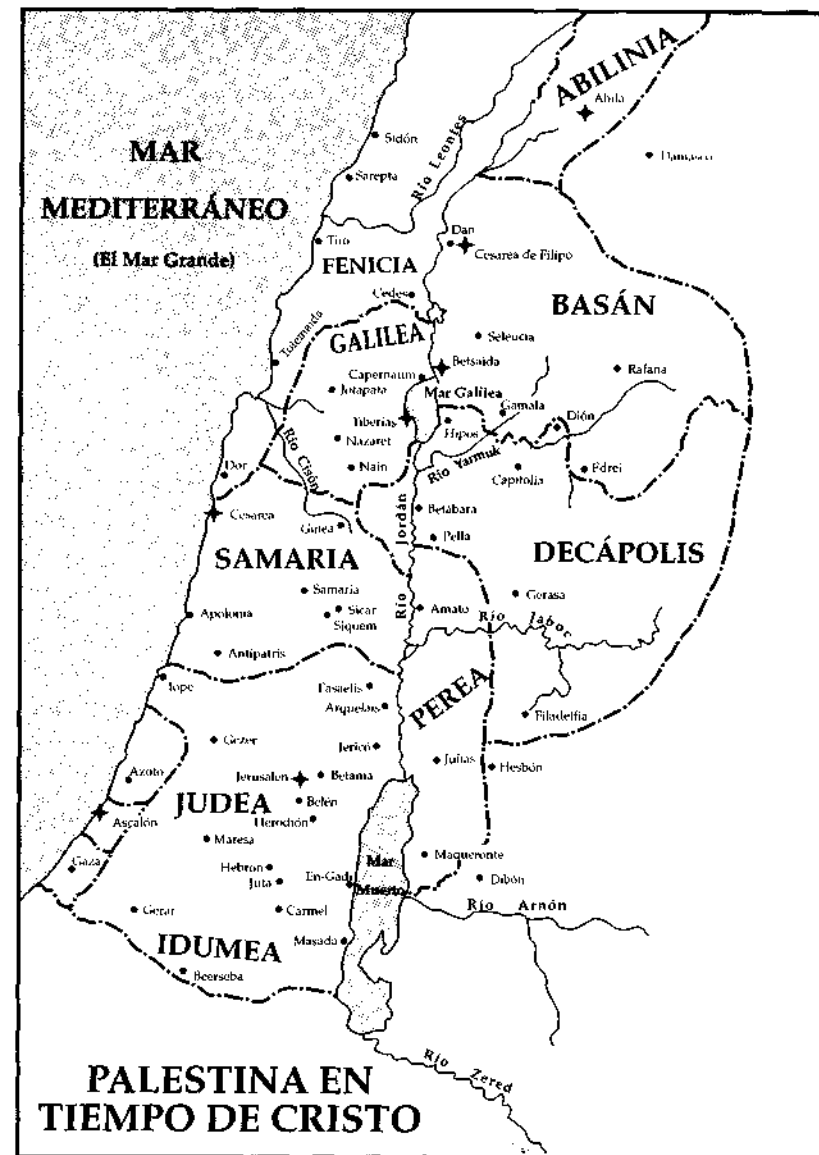 ABILINIA
Abila
Sidón
Damasco
MAR
MEDITERRÁNEO
(El Mar Grande)
Río Leontes
Sarepta
Tiro
Dan
Cesarea de Filipo
FENICIA
Cedes
BASÁN
Tolemaida
GALILEA
Seleucia
Betsaida
Capernaum
Rafana
Jotapata
Mar Galilea
Gamala
Tiberias
Dión
Hipos
Nazaret
Río Cisón
Río Yarmuk
Naín
Edrei
Dor
Capitolia
Cesarea
Betábara
Ginea
Río Jordán
Pella
SAMARIA
DECÁPOLIS
Samaria
Gerasa
Sicar
Amato
Apolonia
Siquem
Río Jaboc
Antipatris
Jope
Fasaelis
Arquelais
PEREA
Filadelfia
Gezer
Jericó
Julias
Hesbón
Azoto
Jerusalen
Betania
JUDEA
Belén
Ascalón
Herodión
Maresa
Mar
Muerto
Maqueronte
Gaza
Hebron
En-Gadi
Juta
Dibón
Gerar
Carmel
Río Arnón
IDUMEA
Masada
Beerseba
Río Zered
PALESTINA EN
TIEMPO DE CRISTO